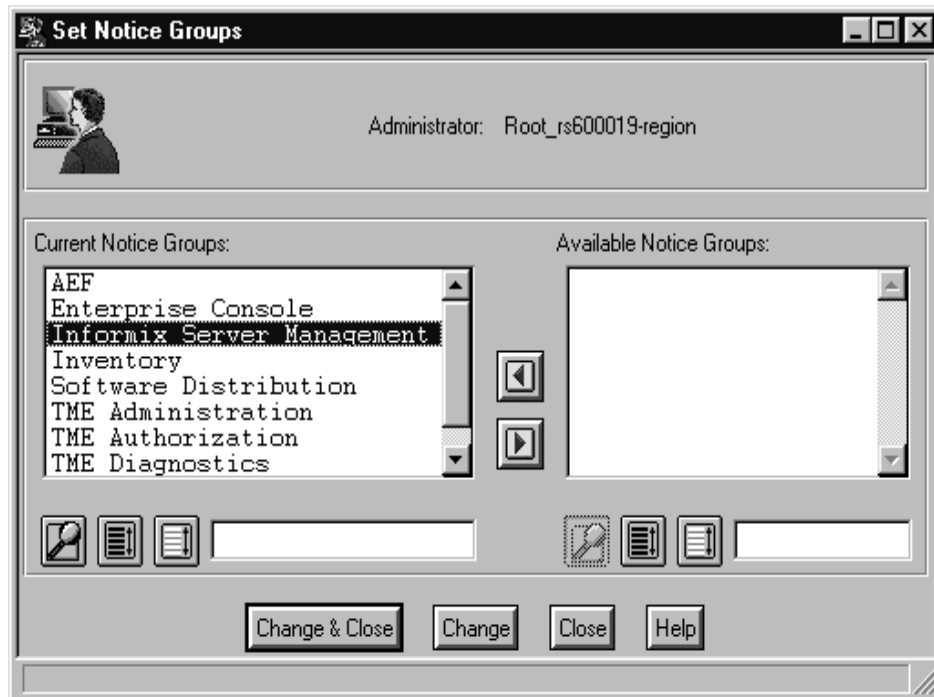 Set Notice Groups
Administrator: Root_rs600019-region
Current Notice Groups:
Available Notice Groups:
AEF
Enterprise Console
Informix Server Management
Inventory
Software Distribution
TME Administration
TME Authorization
TME Diagnostics
Change & Close
Change
Close
Help